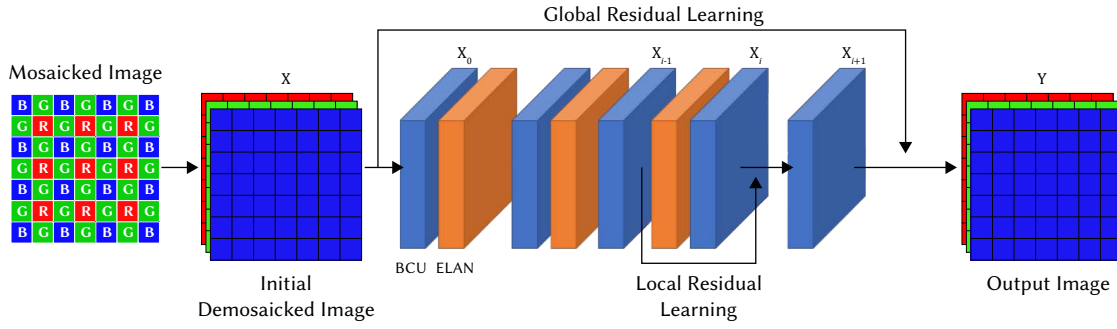 Global Residual Learning
Mosaicked Image
X
X0
Xi-1
Xi
Xi+1
Y
B G B G B G B
G R G R G R G
B G B G B G B
G R G R G R G
B G B G B G B
G R G R G R G
B G B G B G B
BCU
ELAN
Initial
Demosaicked Image
Local Residual
Learning
Output Image